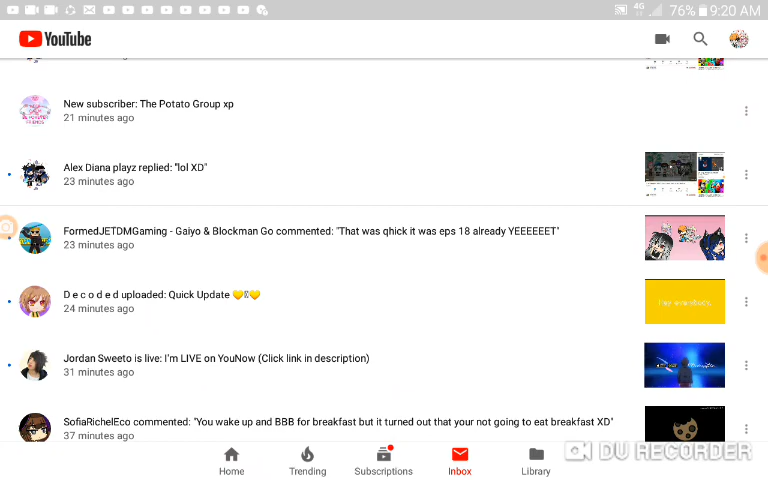 4G 76% 9:20 AM
YouTube
New subscriber: The Potato Group xp
21 minutes ago
Alex Diana playz replied: "lol XD"
23 minutes ago
FormedJETDMGaming - Gaiyo & Blockman Go commented: "That was qhick it was eps 18 already YEEEEEET"
23 minutes ago
D e c o d e d uploaded: Quick Update 💛
24 minutes ago
Hey everybody,
Jordan Sweeto is live: I'm LIVE on YouNow (Click link in description)
31 minutes ago
SofiaRichelEco commented: "You wake up and BBB for breakfast but it turned out that your not going to eat breakfast XD"
37 minutes ago
Home
Trending
Subscriptions
Inbox
Library
DU RECORDER